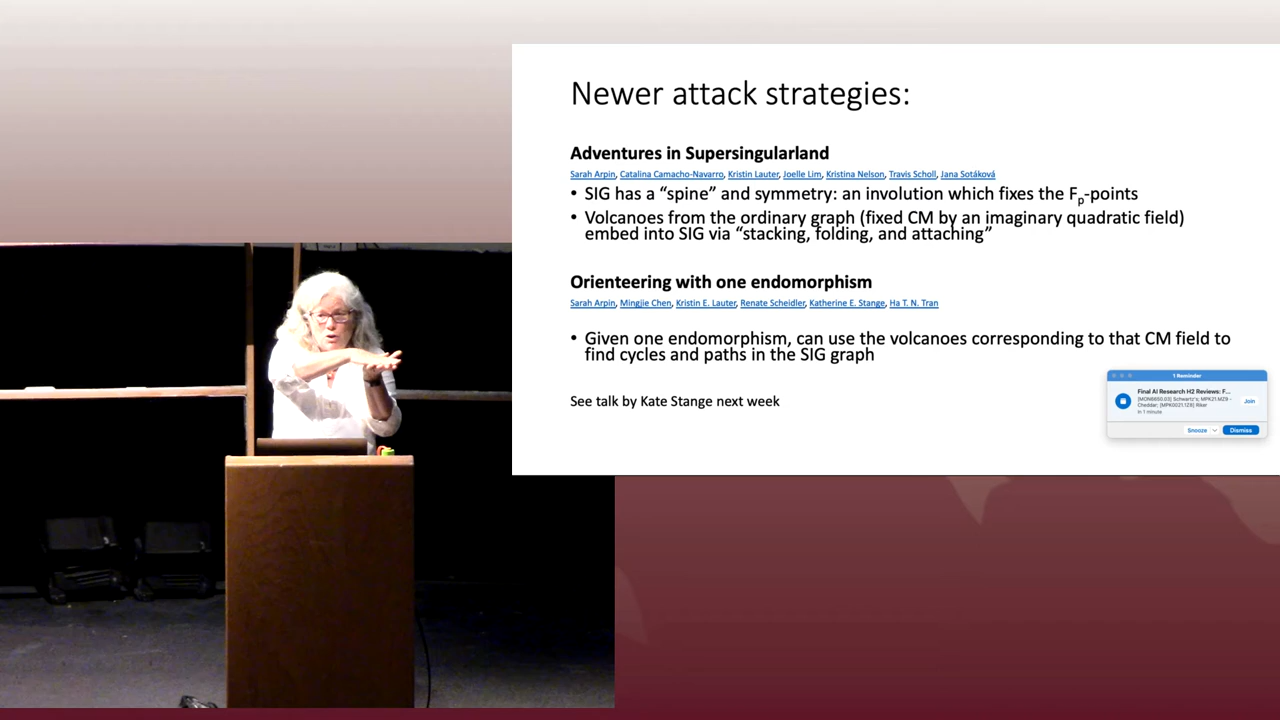 Newer attack strategies:
Adventures in Supersingularland
Sarah Arpin, Catalina Camacho-Navarro, Kristin Lauter, Joelle Lim, Kristina Nelson, Travis Scholl, Jana Sotáková
• SIG has a “spine” and symmetry: an involution which fixes the Fp-points
• Volcanoes from the ordinary graph (fixed CM by an imaginary quadratic field)
embed into SIG via “stacking, folding, and attaching”
Orienteering with one endomorphism
Sarah Arpin, Mingjie Chen, Kristin E. Lauter, Renate Scheidler, Katherine E. Stange, Ha T. N. Tran
• Given one endomorphism, can use the volcanoes corresponding to that CM field to
find cycles and paths in the SIG graph
See talk by Kate Stange next week
1 Reminder
Final AI Research H2 Reviews: F...
Schwartz's; MPK21.MZ9 -
Cheddar; Riker
in 1 minute
Join
Snooze
Dismiss